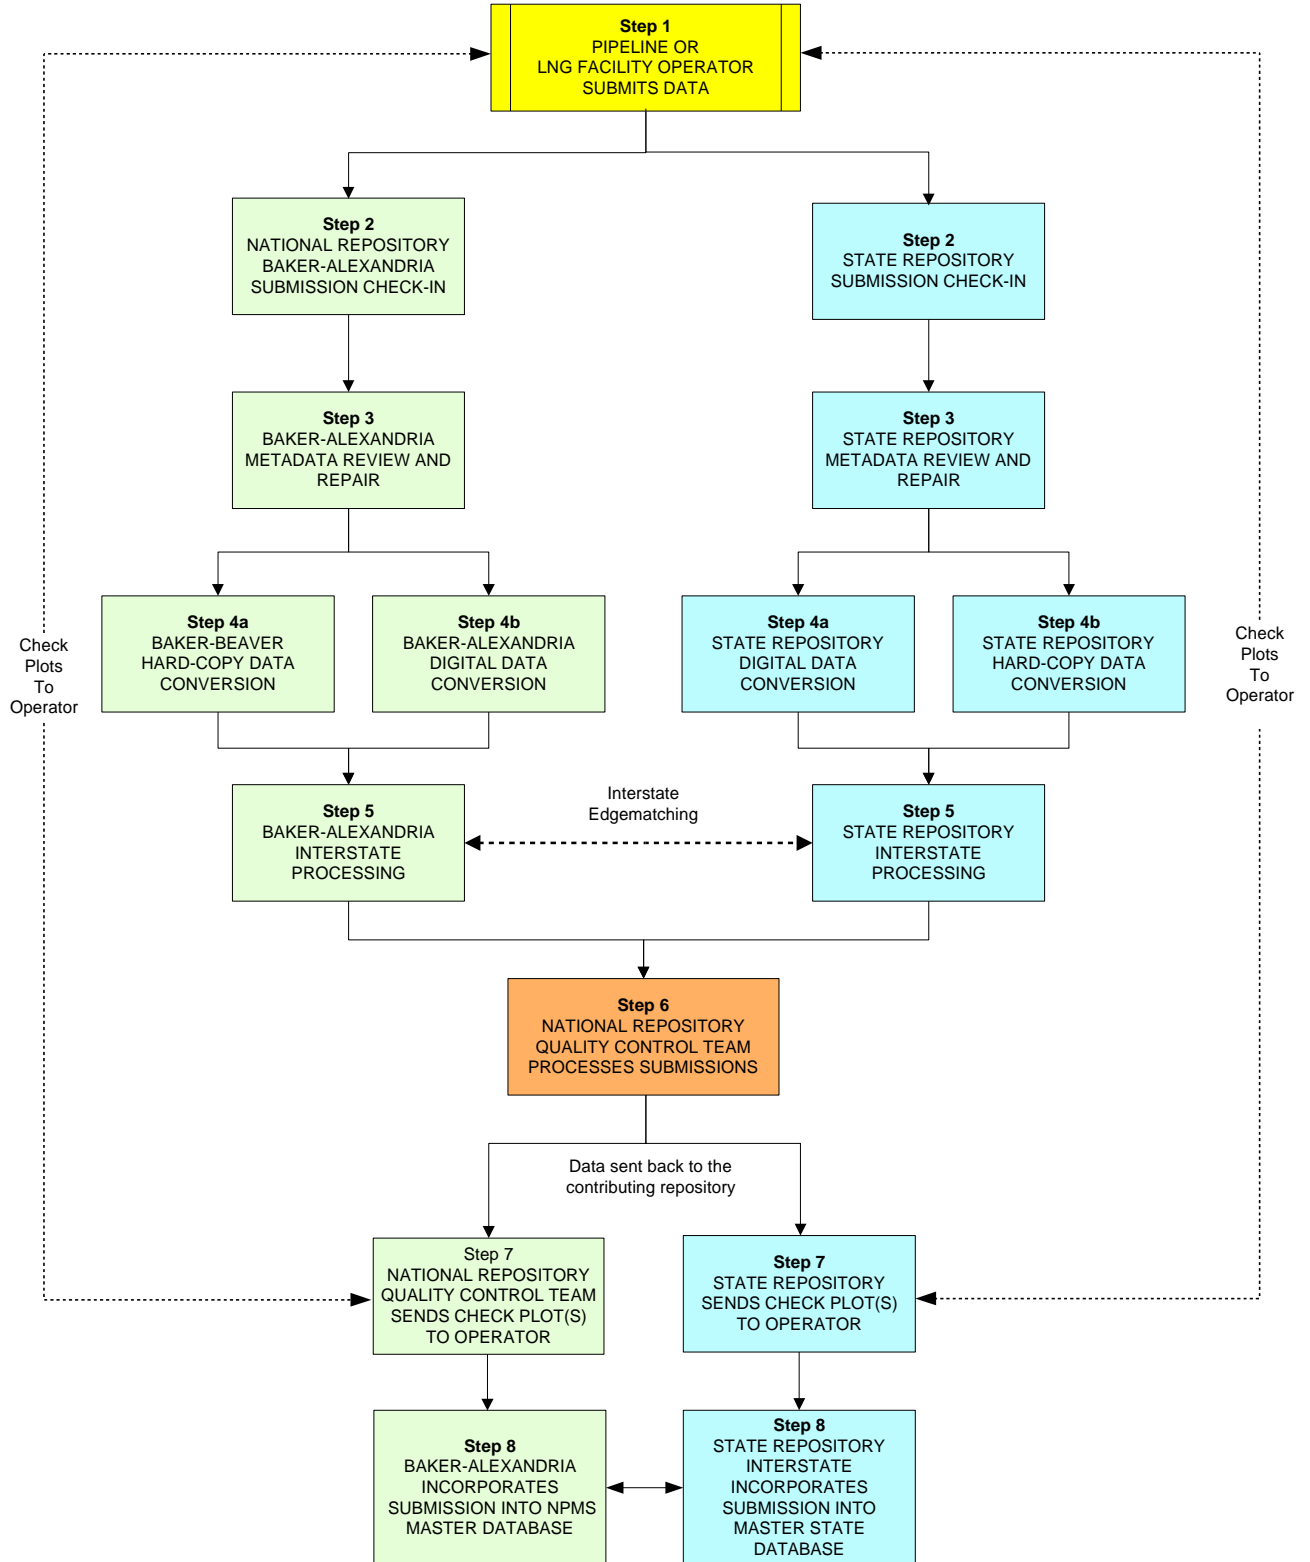 Step 1
PIPELINE OR
LNG FACILITY OPERATOR
SUBMITS DATA
Step 2
NATIONAL REPOSITORY
BAKER-ALEXANDRIA
SUBMISSION CHECK-IN
Step 2
STATE REPOSITORY
SUBMISSION CHECK-IN
Step 3
BAKER-ALEXANDRIA
METADATA REVIEW AND
REPAIR
Step 3
STATE REPOSITORY
METADATA REVIEW AND
REPAIR
Check
Plots
To
Operator
Step 4a
BAKER-BEAVER
HARD-COPY DATA
CONVERSION
Step 4b
BAKER-ALEXANDRIA
DIGITAL DATA
CONVERSION
Step 4a
STATE REPOSITORY
DIGITAL DATA
CONVERSION
Step 4b
STATE REPOSITORY
HARD-COPY DATA
CONVERSION
Check
Plots
To
Operator
Step 5
BAKER-ALEXANDRIA
INTERSTATE
PROCESSING
Interstate
Edgematching
Step 5
STATE REPOSITORY
INTERSTATE
PROCESSING
Step 6
NATIONAL REPOSITORY
QUALITY CONTROL TEAM
PROCESSES SUBMISSIONS
Data sent back to the
contributing repository
Step 7
NATIONAL REPOSITORY
QUALITY CONTROL TEAM
SENDS CHECK PLOT(S)
TO OPERATOR
Step 7
STATE REPOSITORY
SENDS CHECK PLOT(S)
TO OPERATOR
Step 8
BAKER-ALEXANDRIA
INCORPORATES
SUBMISSION INTO NPMS
MASTER DATABASE
Step 8
STATE REPOSITORY
INTERSTATE
INCORPORATES
SUBMISSION INTO
MASTER STATE
DATABASE